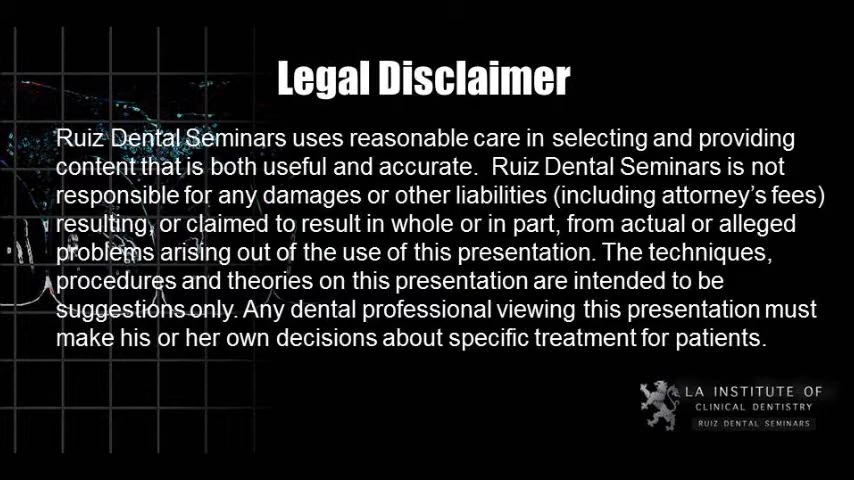 Legal Disclaimer
Ruiz Dental Seminars uses reasonable care in selecting and providing
content that is both useful and accurate.  Ruiz Dental Seminars is not
responsible for any damages or other liabilities (including attorney's fees)
resulting, or claimed to result in whole or in part, from actual or alleged
problems arising out of the use of this presentation. The techniques,
procedures and theories on this presentation are intended to be
suggestions only. Any dental professional viewing this presentation must
make his or her own decisions about specific treatment for patients.
LA INSTITUTE OF
CLINICAL DENTISTRY
RUIZ DENTAL SEMINARS